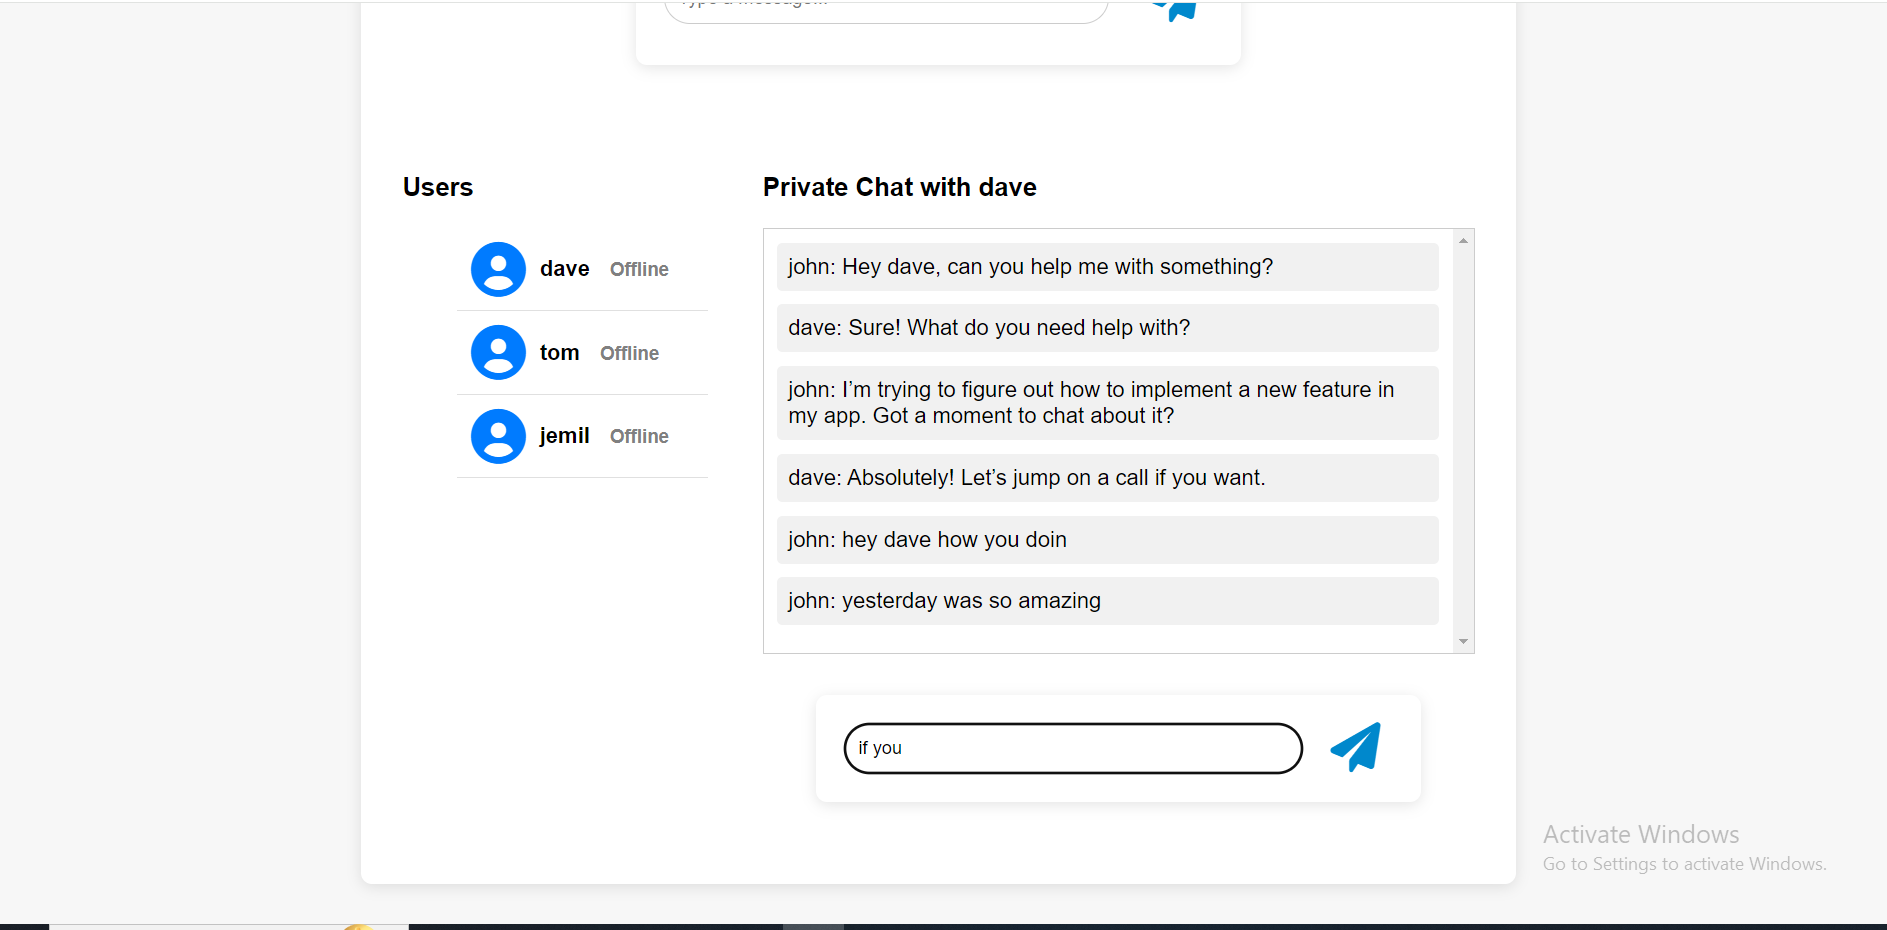 Type a message...
Users
Private Chat with dave
dave Offline
tom Offline
jemil Offline
john: Hey dave, can you help me with something?
dave: Sure! What do you need help with?
john: I’m trying to figure out how to implement a new feature in
my app. Got a moment to chat about it?
dave: Absolutely! Let’s jump on a call if you want.
john: hey dave how you doin
john: yesterday was so amazing
if you
Activate Windows
Go to Settings to activate Windows.